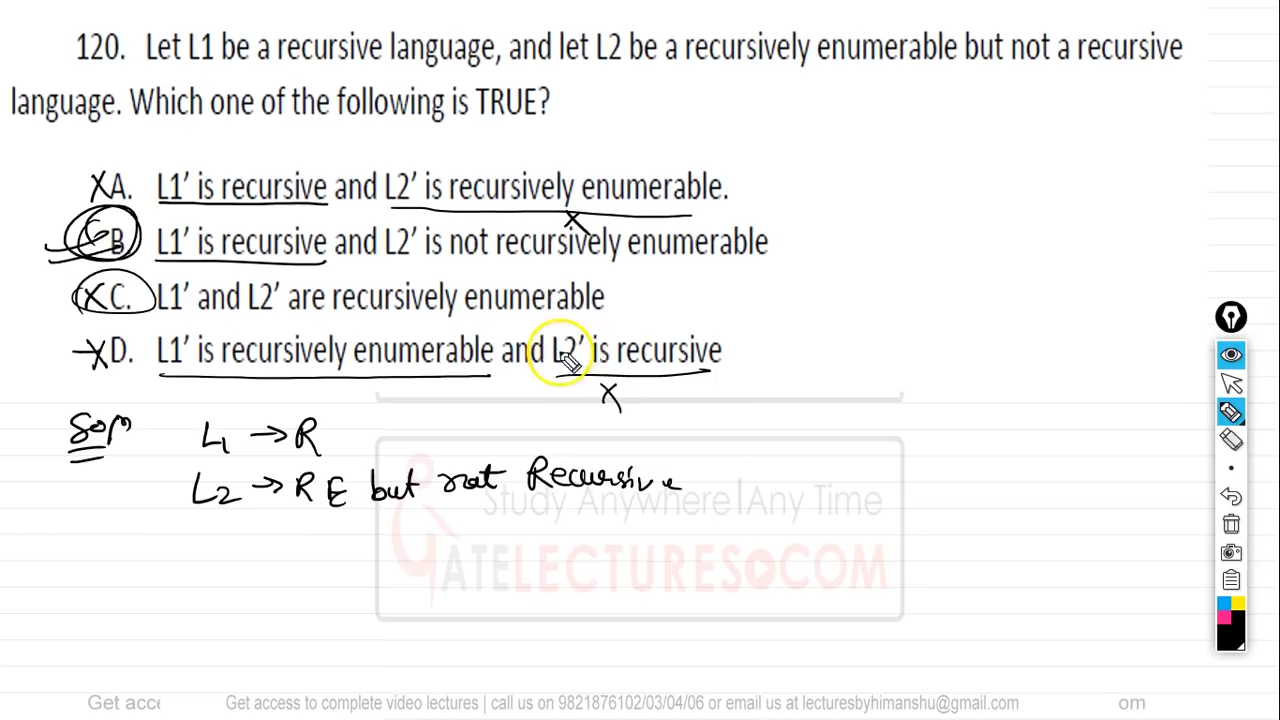 120. Let L1 be a recursive language, and let L2 be a recursively enumerable but not a recursive
language. Which one of the following is TRUE?
X A. L1’ is recursive and L2’ is recursively enumerable.
X
B L1’ is recursive and L2’ is not recursively enumerable
X C. L1’ and L2’ are recursively enumerable
X D. L1’ is recursively enumerable and L2’ is recursive
X
Solⁿ L1 → R
L2 → RE but not Recursive
Study Anywhere|Any Time
GATELECTURES.COM
Get acce Get access to complete video lectures | call us on 9821876102/03/04/06 or email us at lecturesbyhimanshu@gmail.com om